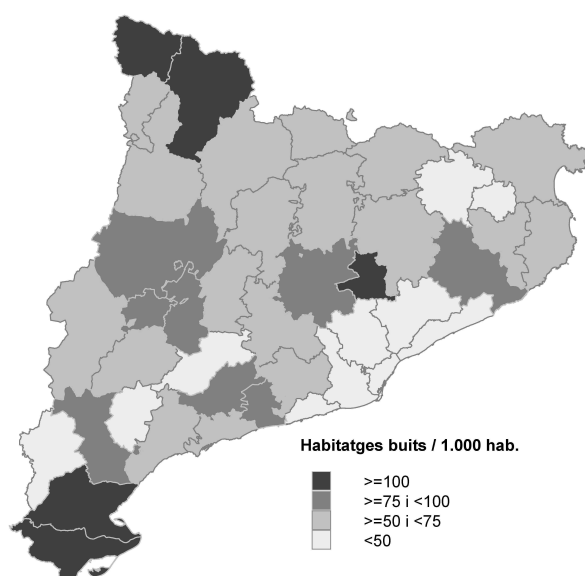 Habitatges buits / 1.000 hab.
>=100
>=75 i <100
>=50 i <75
<50